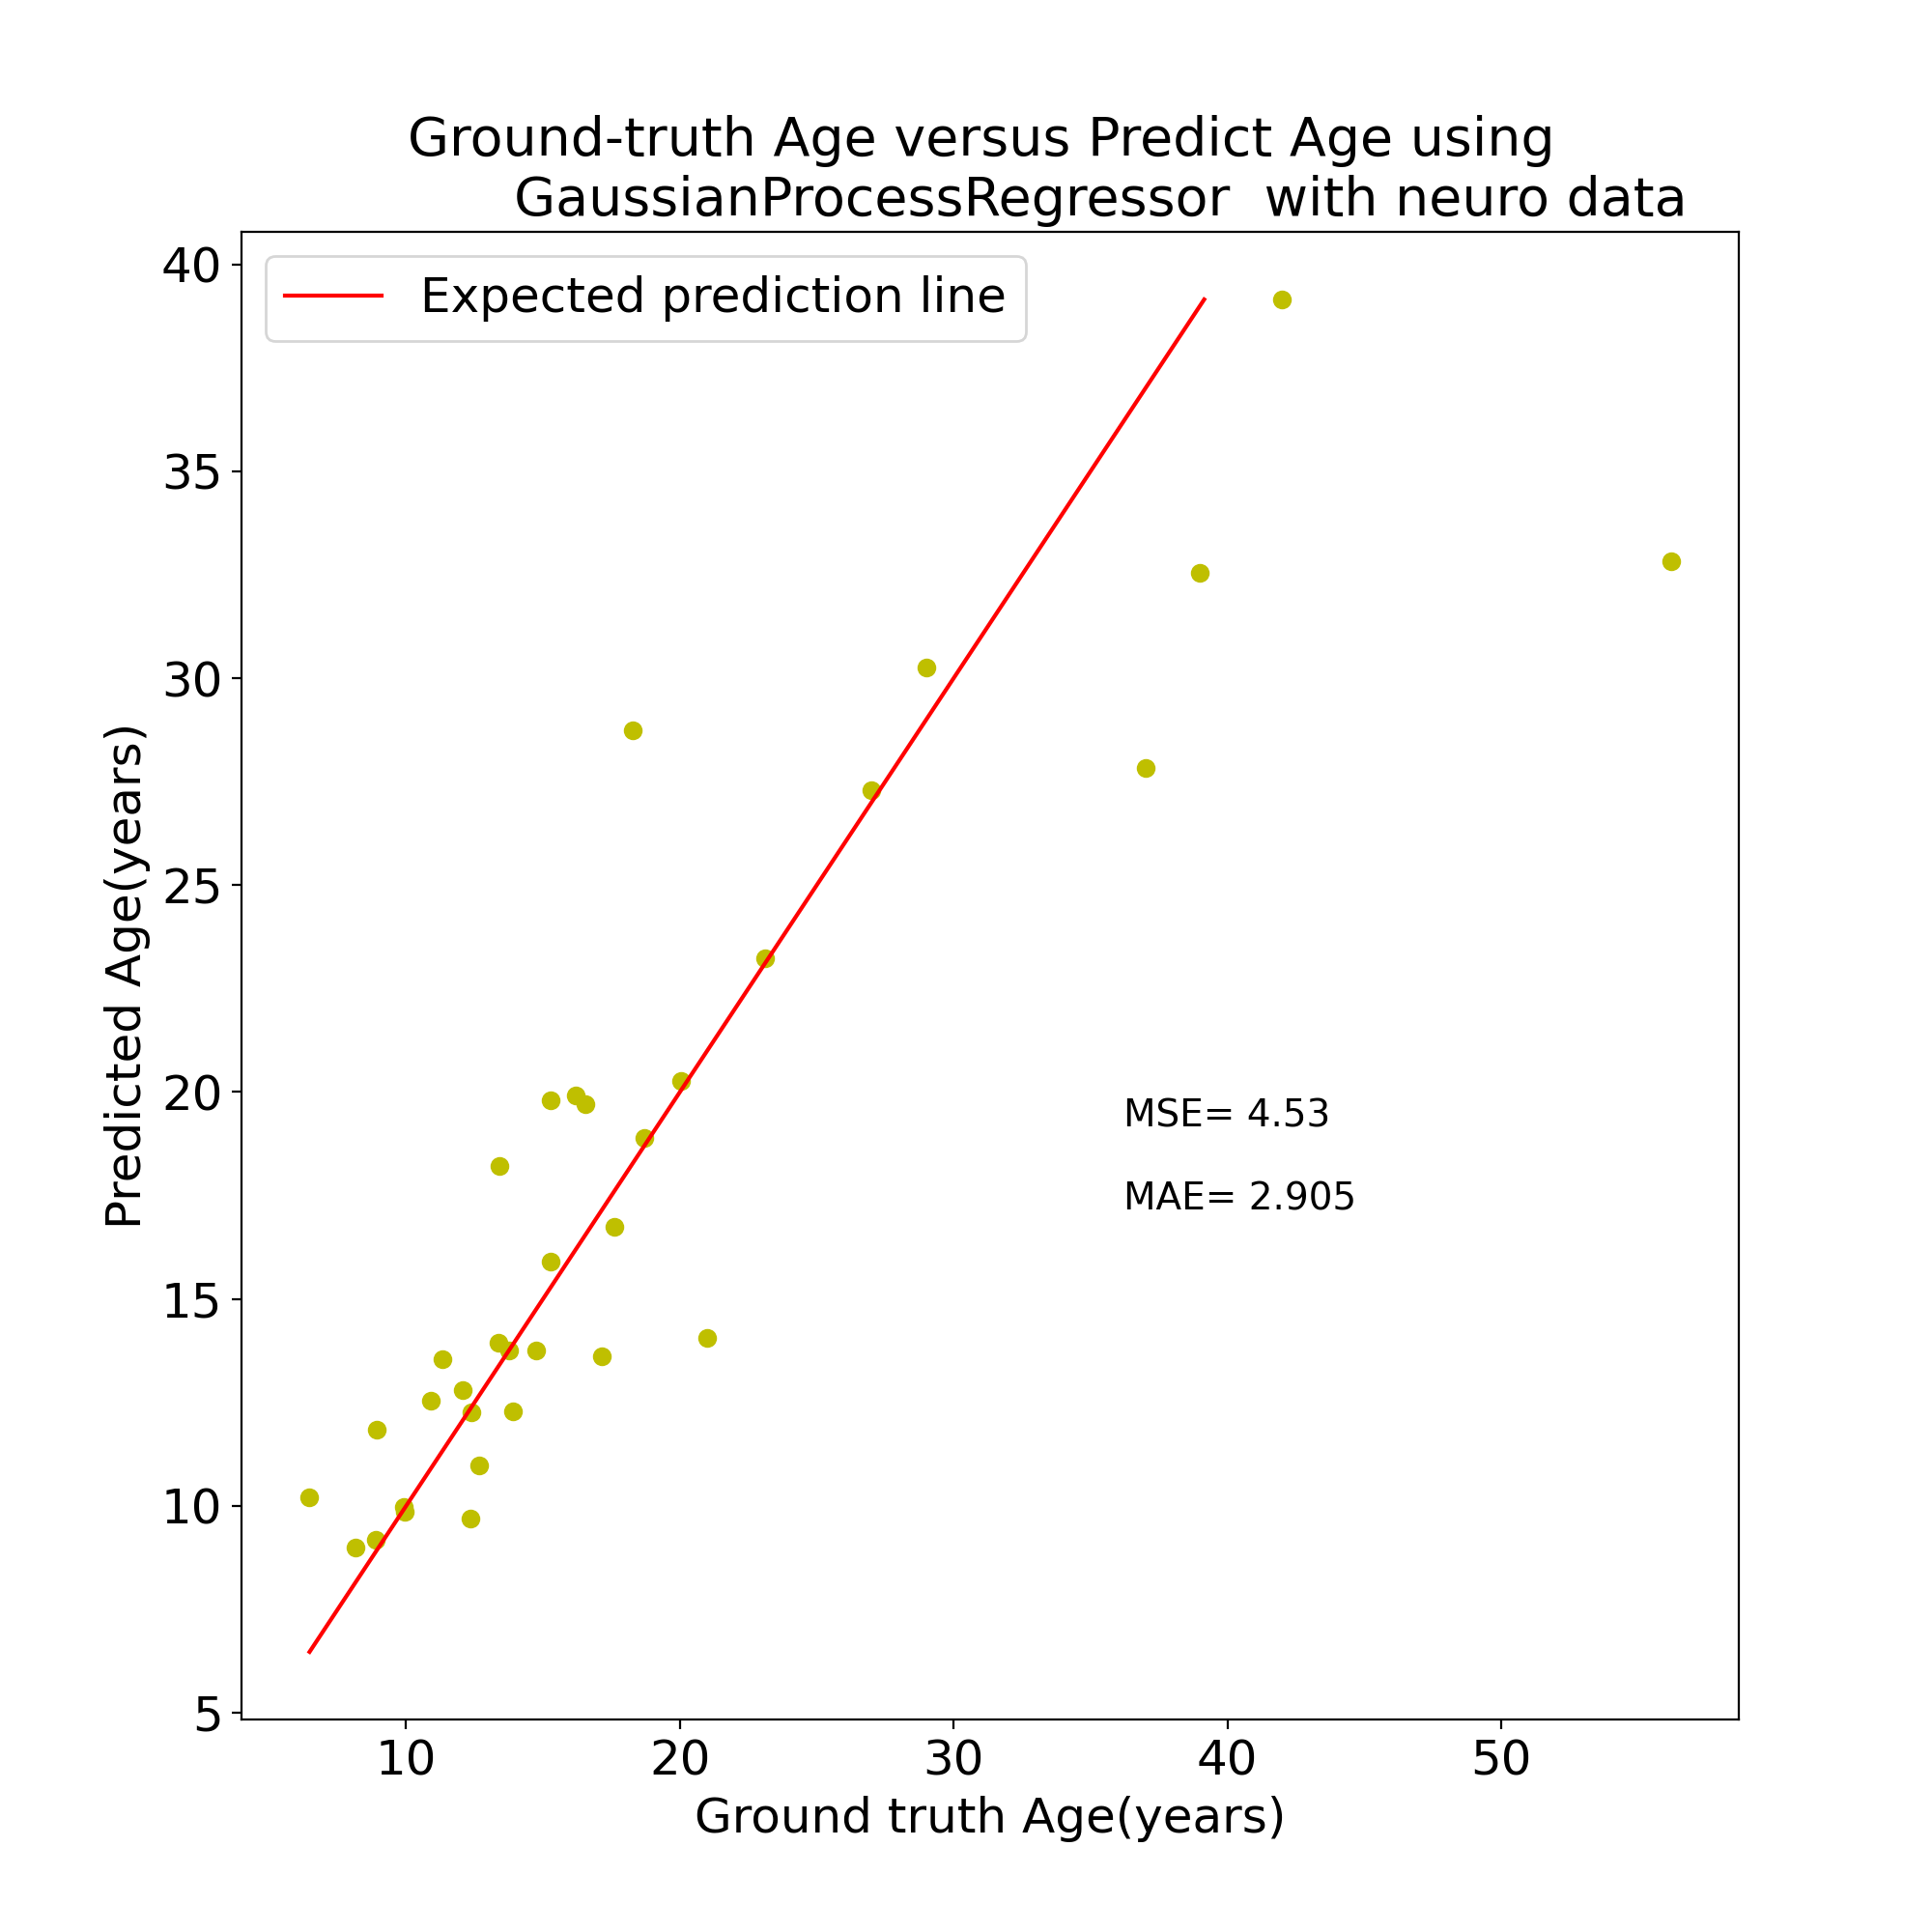 Ground-truth Age versus Predict Age using
GaussianProcessRegressor  with neuro data
Expected prediction line
40
35
30
25
20
15
10
5
Predicted Age(years)
MSE= 4.53
MAE= 2.905
10 20 30 40 50
Ground truth Age(years)